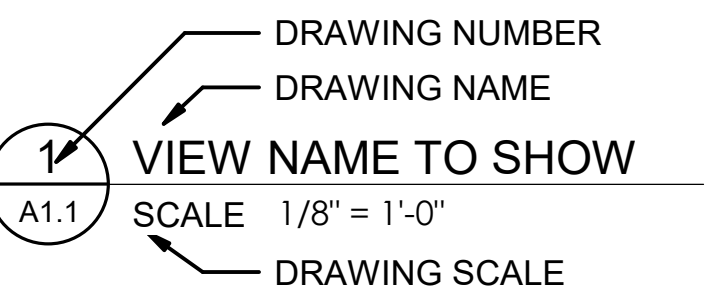 DRAWING NUMBER
DRAWING NAME
1 VIEW NAME TO SHOW
A1.1 SCALE 1/8" = 1'-0"
DRAWING SCALE